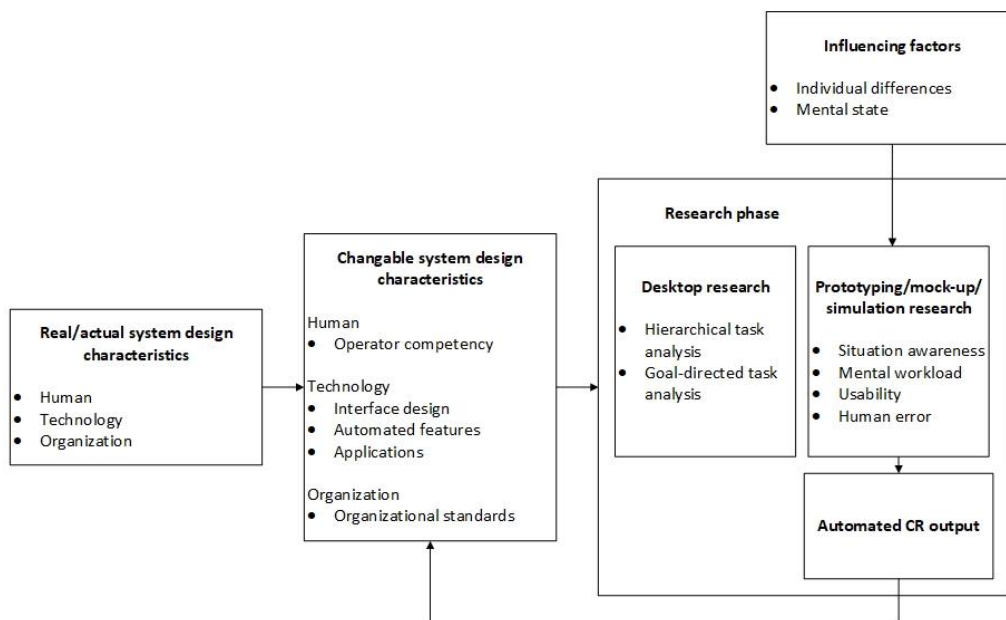 Influencing factors
● Individual differences
● Mental state
Research phase
Changable system design
characteristics
Human
● Operator competency
Technology
● Interface design
● Automated features
● Applications
Organization
● Organizational standards
Real/actual system design
characteristics
● Human
● Technology
● Organization
Desktop research
● Hierarchical task
analysis
● Goal-directed task
analysis
Prototyping/mock-up/
simulation research
● Situation awareness
● Mental workload
● Usability
● Human error
Automated CR output